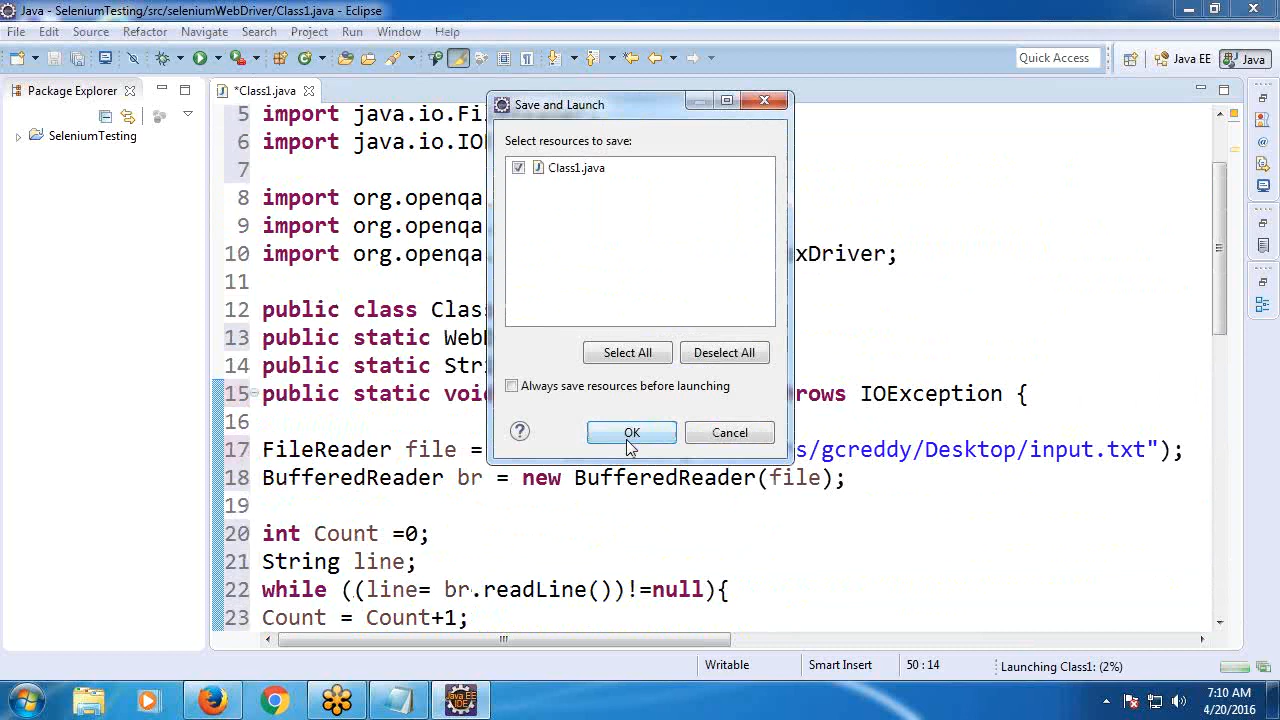 Java - SeleniumTesting/src/seleniumWebDriver/Class1.java - Eclipse
File Edit Source Refactor Navigate Search Project Run Window Help
Quick Access
Java EE
Java
Package Explorer
SeleniumTesting
*Class1.java
5 import java.io.Fi
6 import java.io.IO
7
8 import org.openqa
9 import org.openqa
10 import org.openqa xDriver;
11
12 public class Clas
13 public static Web
14 public static Str
15 public static voi rows IOException {
16
17 FileReader file = s/gcreddy/Desktop/input.txt");
18 BufferedReader br = new BufferedReader(file);
19
20 int Count =0;
21 String line;
22 while ((line= br.readLine())!=null){
23 Count = Count+1;
Save and Launch
Select resources to save:
Class1.java
Select All
Deselect All
Always save resources before launching
OK
Cancel
Writable
Smart Insert
50 : 14
Launching Class1: (2%)
Java EE
IDE
7:10 AM
4/20/2016